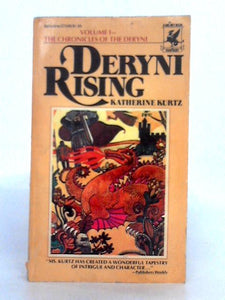 VOLUME I—
THE CHRONICLES OF THE DERYNI
DERYNI
RISING
KATHERINE KURTZ
"MS. KURTZ HAS CREATED A WONDERFUL TAPESTRY
OF INTRIGUE AND CHARACTER..."
—Publishers Weekly